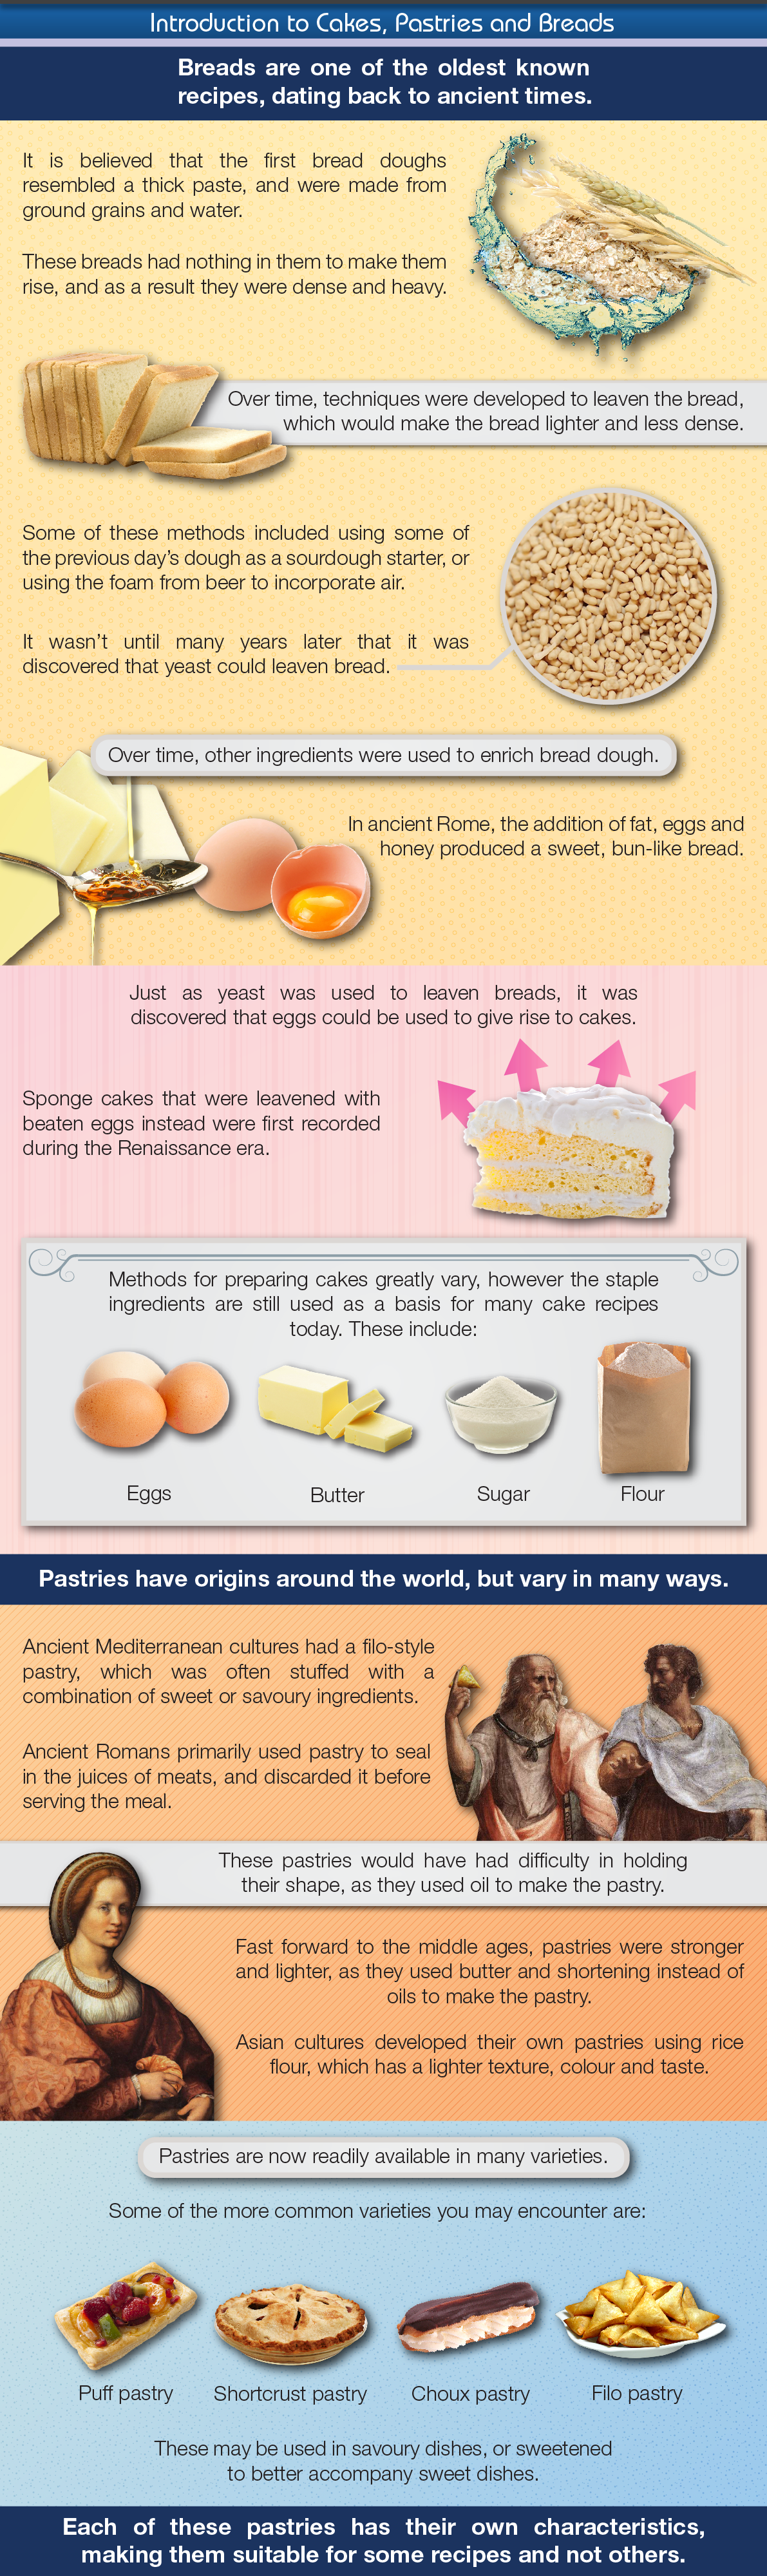 Introduction to Cakes, Pastries and Breads
Breads are one of the oldest known
recipes, dating back to ancient times.
It is believed that the first bread doughs
resembled a thick paste, and were made from
ground grains and water.
These breads had nothing in them to make them
rise, and as a result they were dense and heavy.
Over time, techniques were developed to leaven the bread,
which would make the bread lighter and less dense.
Some of these methods included using some of
the previous day's dough as a sourdough starter, or
using the foam from beer to incorporate air.
It wasn't until many years later that it was
discovered that yeast could leaven bread.
Over time, other ingredients were used to enrich bread dough.
In ancient Rome, the addition of fat, eggs and
honey produced a sweet, bun-like bread.
Just as yeast was used to leaven breads, it was
discovered that eggs could be used to give rise to cakes.
Sponge cakes that were leavened with
beaten eggs instead were first recorded
during the Renaissance era.
Methods for preparing cakes greatly vary, however the staple
ingredients are still used as a basis for many cake recipes
today. These include:
Eggs
Butter
Sugar
Flour
Pastries have origins around the world, but vary in many ways.
Ancient Mediterranean cultures had a filo-style
pastry, which was often stuffed with a
combination of sweet or savoury ingredients.
Ancient Romans primarily used pastry to seal
in the juices of meats, and discarded it before
serving the meal.
These pastries would have had difficulty in holding
their shape, as they used oil to make the pastry.
Fast forward to the middle ages, pastries were stronger
and lighter, as they used butter and shortening instead of
oils to make the pastry.
Asian cultures developed their own pastries using rice
flour, which has a lighter texture, colour and taste.
Pastries are now readily available in many varieties.
Some of the more common varieties you may encounter are:
Puff pastry
Shortcrust pastry
Choux pastry
Filo pastry
These may be used in savoury dishes, or sweetened
to better accompany sweet dishes.
Each of these pastries has their own characteristics,
making them suitable for some recipes and not others.